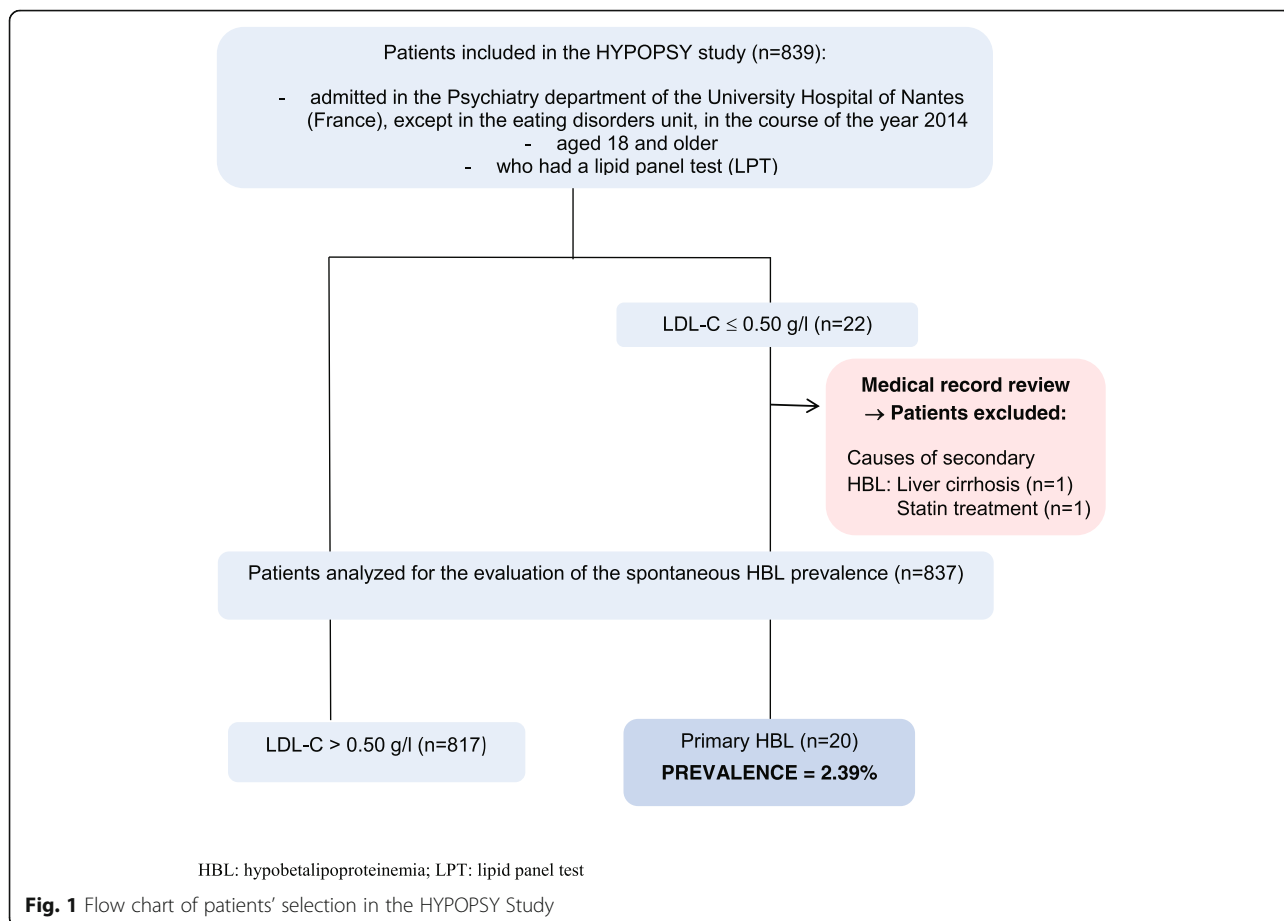 Patients included in the HYPOPSY study (n=839):
- admitted in the Psychiatry department of the University Hospital of Nantes
(France), except in the eating disorders unit, in the course of the year 2014
- aged 18 and older
- who had a lipid panel test (LPT)
LDL-C ≤ 0.50 g/l (n=22)
Medical record review
→ Patients excluded:
Causes of secondary
HBL: Liver cirrhosis (n=1)
Statin treatment (n=1)
Patients analyzed for the evaluation of the spontaneous HBL prevalence (n=837)
LDL-C > 0.50 g/l (n=817)
Primary HBL (n=20)
PREVALENCE = 2.39%
HBL: hypobetalipoproteinemia; LPT: lipid panel test
Fig. 1 Flow chart of patients' selection in the HYPOPSY Study